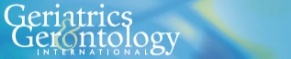 Geriatrics
& Gerontology
INTERNATIONAL